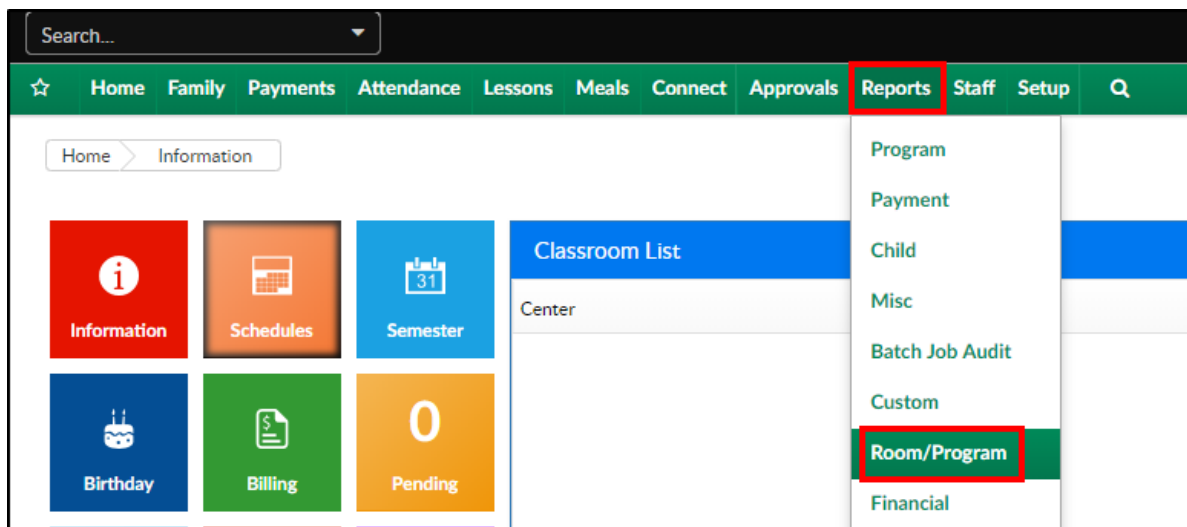 Search...
Home Family Payments Attendance Lessons Meals Connect Approvals Reports Staff Setup
Home Information
Program
Payment
Child
Misc
Batch Job Audit
Custom
Room/Program
Financial
Information
Schedules
31
Semester
Classroom List
Center
Birthday
$
Billing
0
Pending